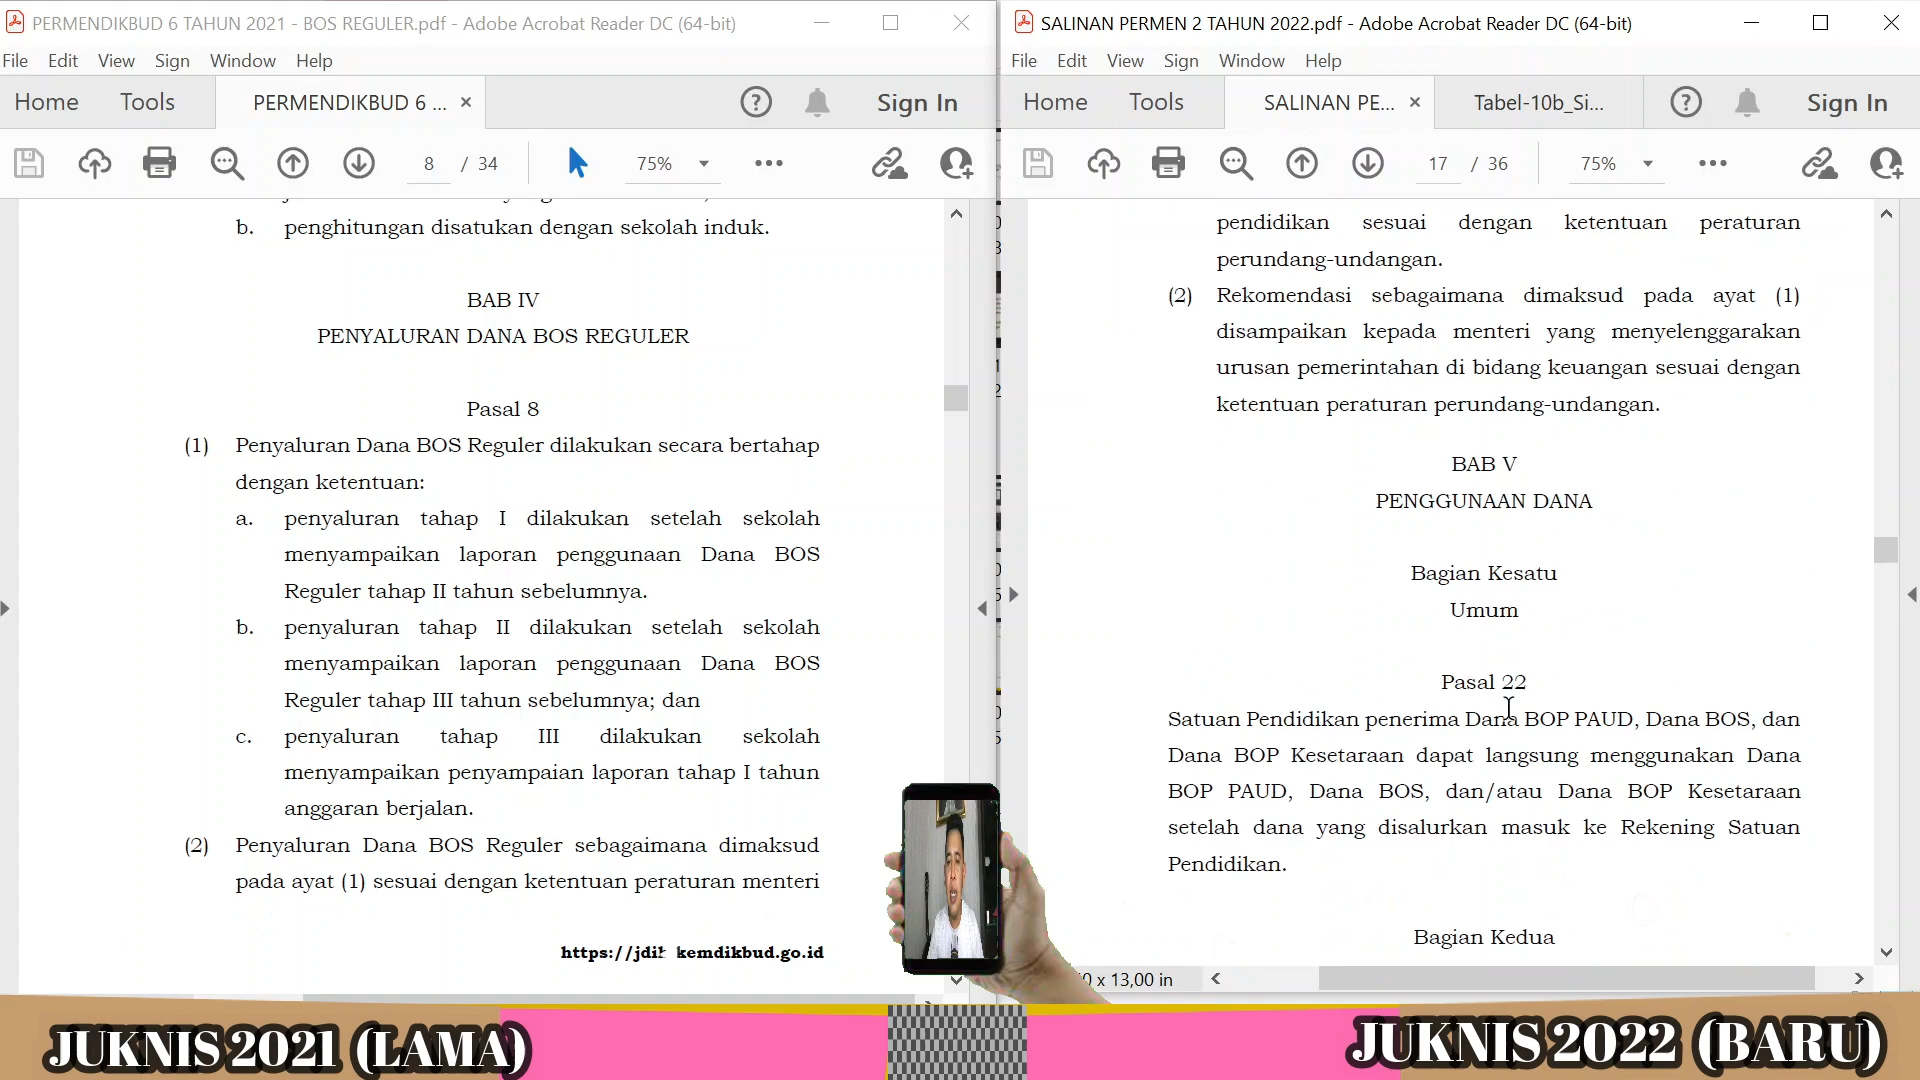 PERMENDIKBUD 6 TAHUN 2021 - BOS REGULER.pdf - Adobe Acrobat Reader DC (64-bit)
File Edit View Sign Window Help
Home Tools PERMENDIKBUD 6 ... × Sign In
8 / 34 75%
b. penghitungan disatukan dengan sekolah induk.
BAB IV
PENYALURAN DANA BOS REGULER
Pasal 8
(1) Penyaluran Dana BOS Reguler dilakukan secara bertahap
dengan ketentuan:
a. penyaluran tahap I dilakukan setelah sekolah
menyampaikan laporan penggunaan Dana BOS
Reguler tahap II tahun sebelumnya.
b. penyaluran tahap II dilakukan setelah sekolah
menyampaikan laporan penggunaan Dana BOS
Reguler tahap III tahun sebelumnya; dan
c. penyaluran tahap III dilakukan sekolah
menyampaikan penyampaian laporan tahap I tahun
anggaran berjalan.
(2) Penyaluran Dana BOS Reguler sebagaimana dimaksud
pada ayat (1) sesuai dengan ketentuan peraturan menteri
https://jdi kemdikbud.go.id
SALINAN PERMEN 2 TAHUN 2022.pdf - Adobe Acrobat Reader DC (64-bit)
File Edit View Sign Window Help
Home Tools SALINAN PE... × Tabel-10b_Si... Sign In
17 / 36 75%
pendidikan sesuai dengan ketentuan peraturan
perundang-undangan.
(2) Rekomendasi sebagaimana dimaksud pada ayat (1)
disampaikan kepada menteri yang menyelenggarakan
urusan pemerintahan di bidang keuangan sesuai dengan
ketentuan peraturan perundang-undangan.
BAB V
PENGGUNAAN DANA
Bagian Kesatu
Umum
Pasal 22
Satuan Pendidikan penerima Dana BOP PAUD, Dana BOS, dan
Dana BOP Kesetaraan dapat langsung menggunakan Dana
BOP PAUD, Dana BOS, dan/atau Dana BOP Kesetaraan
setelah dana yang disalurkan masuk ke Rekening Satuan
Pendidikan.
Bagian Kedua
0 x 13,00 in
JUKNIS 2021 (LAMA)
JUKNIS 2022 (BARU)